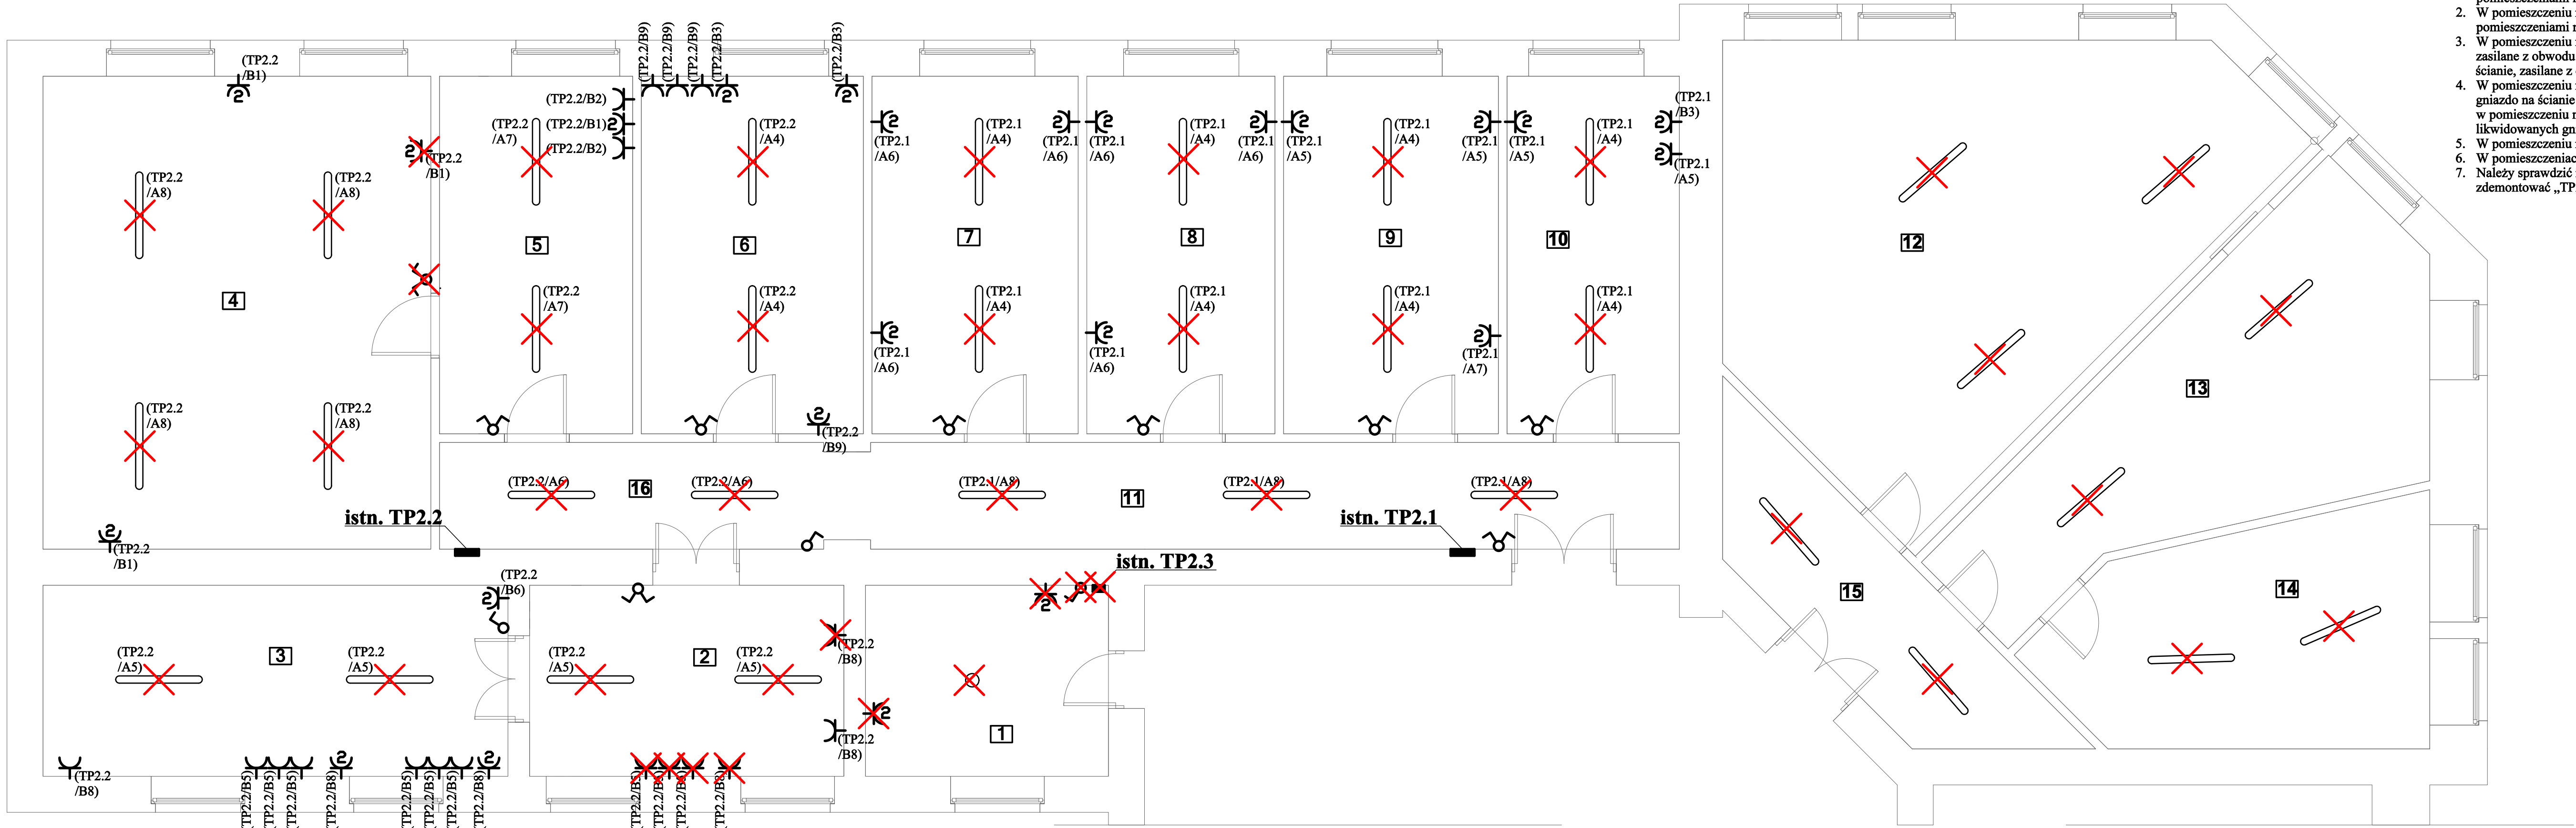 2. W pomieszczeniu
pomieszczeniami
3. W pomieszczeniu
zasilane z obwodu
ścianie, zasilane z
4. W pomieszczeniu
gniazdo na ścianie
w pomieszczeniu
likwidowanych
5. W pomieszczeniu
6. W
7. Należy sprawdzić
zdemontować „TP
(TP2.2
/B1)
(TP2.2/B9)
(TP2.2/B9)
(TP2.2/B9)
(TP2.2/B3)
(TP2.2/B3)
(TP2.2/B2)
(TP2.2/B1)
(TP2.2/B2)
(TP2.2
/B1)
(TP2.2
/A7)
(TP2.2
/A4)
(TP2.1
/A6)
(TP2.1
/A4)
(TP2.1
/A6)
(TP2.1
/A6)
(TP2.1
/A4)
(TP2.1
/A6)
(TP2.1
/A5)
(TP2.1
/A4)
(TP2.1
/A5)
(TP2.1
/A5)
(TP2.1
/A4)
(TP2.1
/B3)
(TP2.1
/A5)
(TP2.2
/A8)
(TP2.2
/A8)
4
5
6
7
8
9
10
12
(TP2.2
/A7)
(TP2.2
/A4)
(TP2.1
/A6)
(TP2.1
/A4)
(TP2.1
/A6)
(TP2.1
/A4)
(TP2.1
/A4)
(TP2.1
/A7)
(TP2.1
/A4)
13
(TP2.2
/A8)
(TP2.2
/A8)
(TP2.2
/B9)
(TP2.2/A6)
16
(TP2.2/A6)
(TP2.1/A8)
11
(TP2.1/A8)
(TP2.1/A8)
istn. TP2.2
istn. TP2.1
(TP2.2
/B1)
istn. TP2.3
(TP2.2
/B6)
15
14
(TP2.2
/A5)
3
(TP2.2
/A5)
(TP2.2
/A5)
2
(TP2.2
/A5)
(TP2.2
/B8)
1
(TP2.2
/B8)
(TP2.2
/B8)
(TP2.2/B5)
(TP2.2/B5)
(TP2.2/B5)
(TP2.2/B8)
(TP2.2/B5)
(TP2.2/B5)
(TP2.2/B5)
(TP2.2/B8)
(TP2.2/B5)